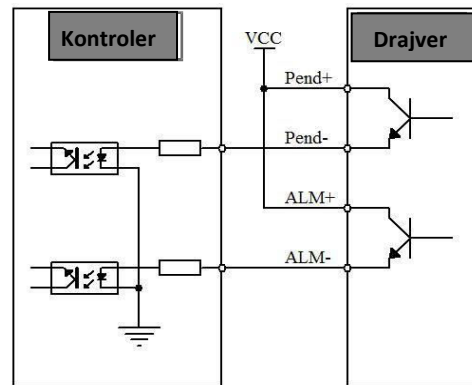 Kontroler
VCC
Drajver
Pend+
Pend-
ALM+
ALM-